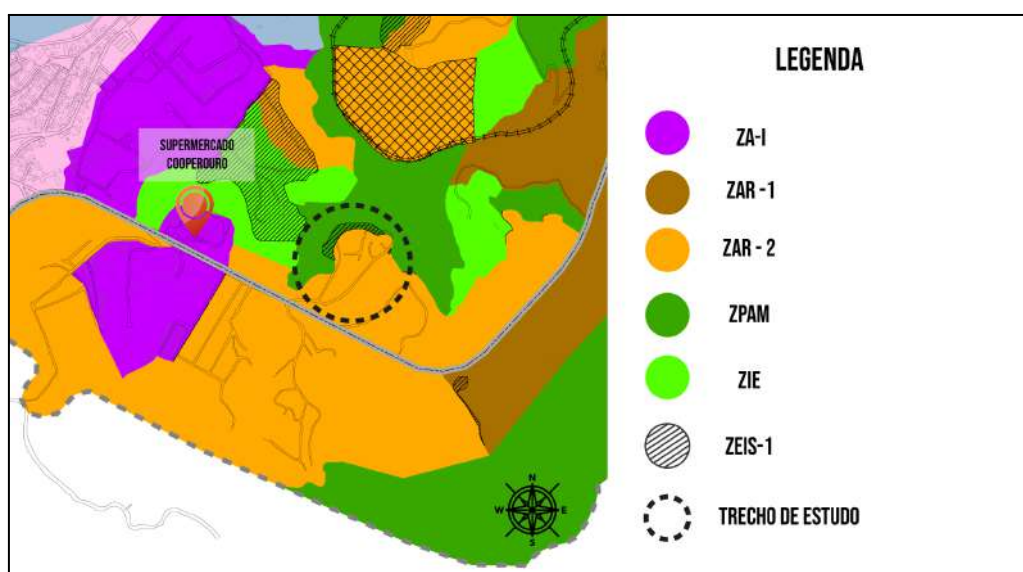 SUPERMERCADO
COOPEROURO
LEGENDA
ZA-I
ZAR -1
ZAR - 2
ZPAM
ZIE
ZEIS-1
TRECHO DE ESTUDO
N
W
E
S